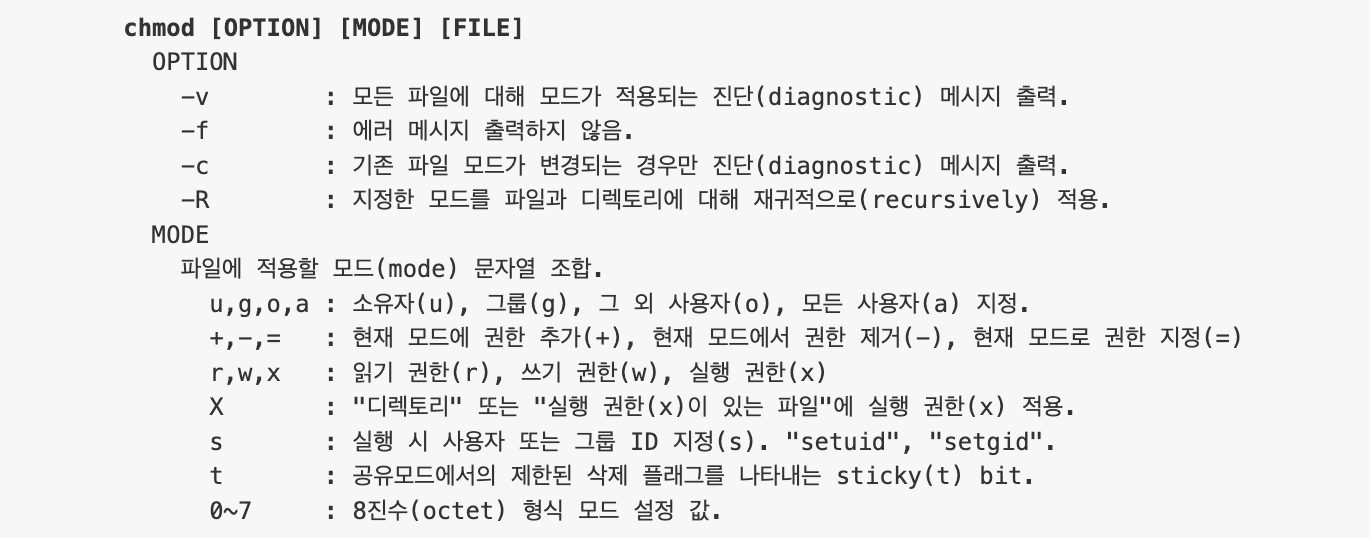 chmod [OPTION] [MODE] [FILE]
OPTION
-v : 모든 파일에 대해 모드가 적용되는 진단(diagnostic) 메시지 출력.
-f : 에러 메시지 출력하지 않음.
-c : 기존 파일 모드가 변경되는 경우만 진단(diagnostic) 메시지 출력.
-R : 지정한 모드를 파일과 디렉토리에 대해 재귀적으로(recursively) 적용.
MODE
파일에 적용할 모드(mode) 문자열 조합.
u,g,o,a : 소유자(u), 그룹(g), 그 외 사용자(o), 모든 사용자(a) 지정.
+,-,= : 현재 모드에 권한 추가(+), 현재 모드에서 권한 제거(-), 현재 모드로 권한 지정(=)
r,w,x : 읽기 권한(r), 쓰기 권한(w), 실행 권한(x)
X : "디렉토리" 또는 "실행 권한(x)이 있는 파일"에 실행 권한(x) 적용.
s : 실행 시 사용자 또는 그룹 ID 지정(s). "setuid", "setgid".
t : 공유모드에서의 제한된 삭제 플래그를 나타내는 sticky(t) bit.
0~7 : 8진수(octet) 형식 모드 설정 값.